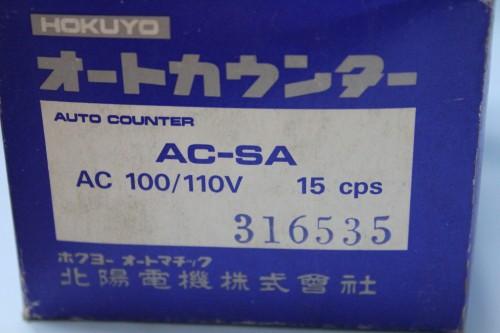 HOKUYO
オートカウンター
AUTO COUNTER
AC-SA
AC 100/110V 15 cps
316535
ホクヨー オートマチック
北陽電機株式會社